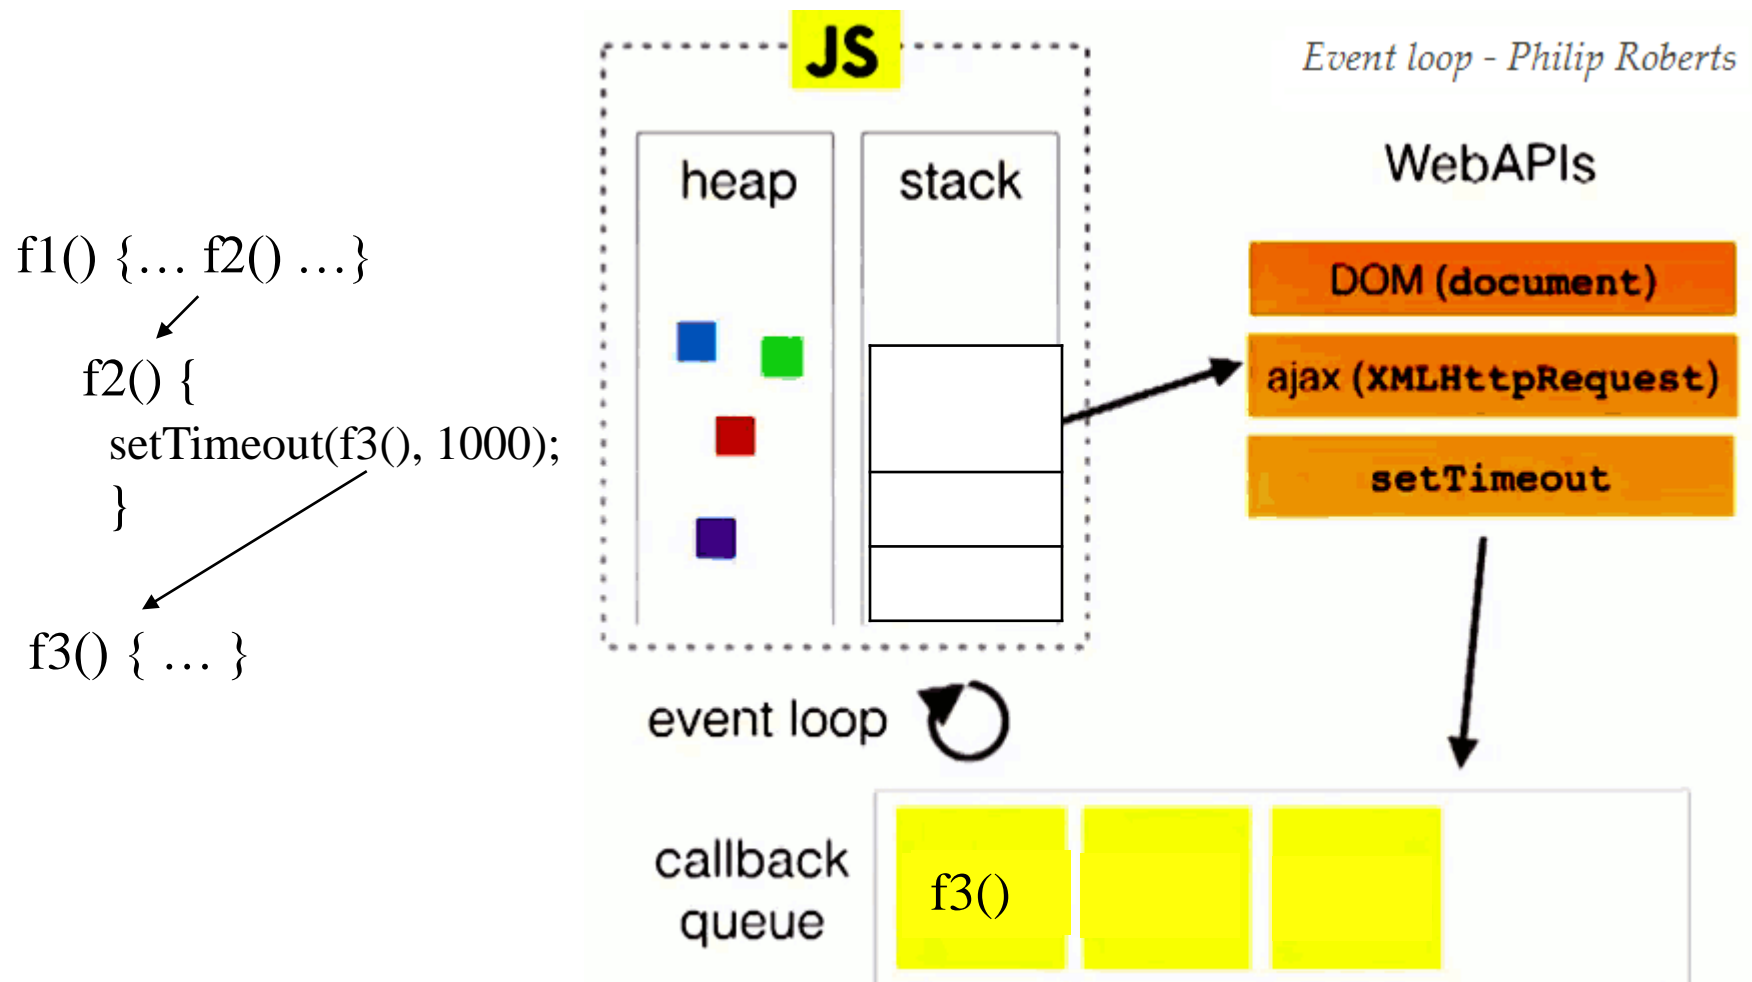 JS
Event loop - Philip Roberts
heap
stack
WebAPIs
f1() {… f2() …}
DOM (document)
f2() {
ajax (XMLHttpRequest)
setTimeout(f3(), 1000);
setTimeout
}
f3() { … }
event loop
callback
queue
f3()